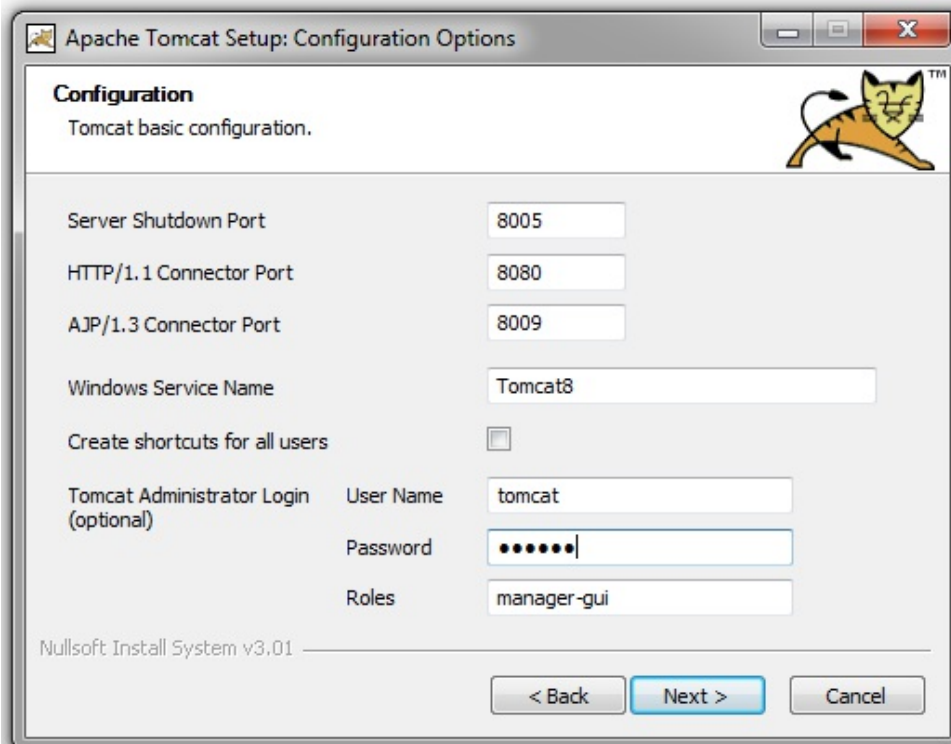 Apache Tomcat Setup: Configuration Options
Configuration
Tomcat basic configuration.
TM
Server Shutdown Port 8005
HTTP/1.1 Connector Port 8080
AJP/1.3 Connector Port 8009
Windows Service Name Tomcat8
Create shortcuts for all users
Tomcat Administrator Login
(optional)
User Name tomcat
Password ●●●●●●
Roles manager-gui
Nullsoft Install System v3.01
< Back Next > Cancel